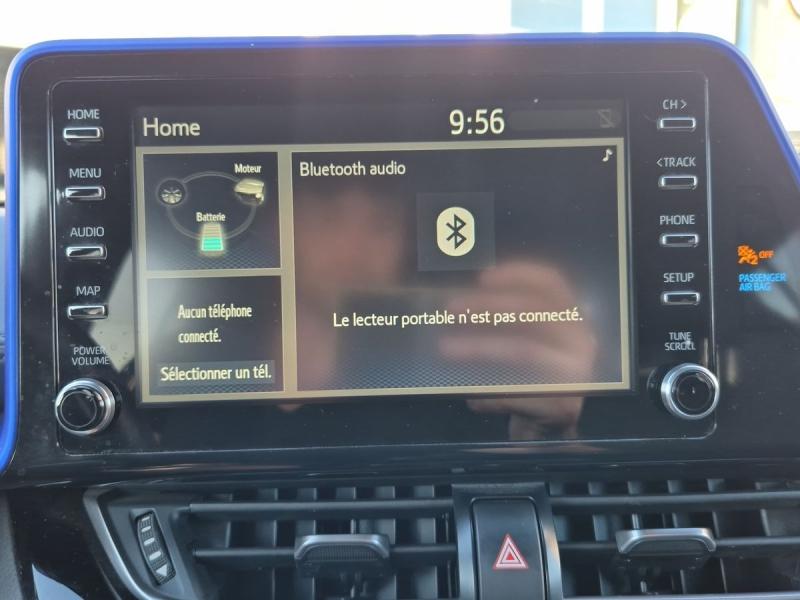 HOME
MENU
AUDIO
MAP
POWER
VOLUME
Home
9:56
Moteur
Batterie
Aucun téléphone
connecté.
Sélectionner un tél.
Bluetooth audio
Le lecteur portable n'est pas connecté.
CH >
< TRACK
PHONE
SETUP
TUNE
SCROLL
OFF
PASSENGER
AIR BAG